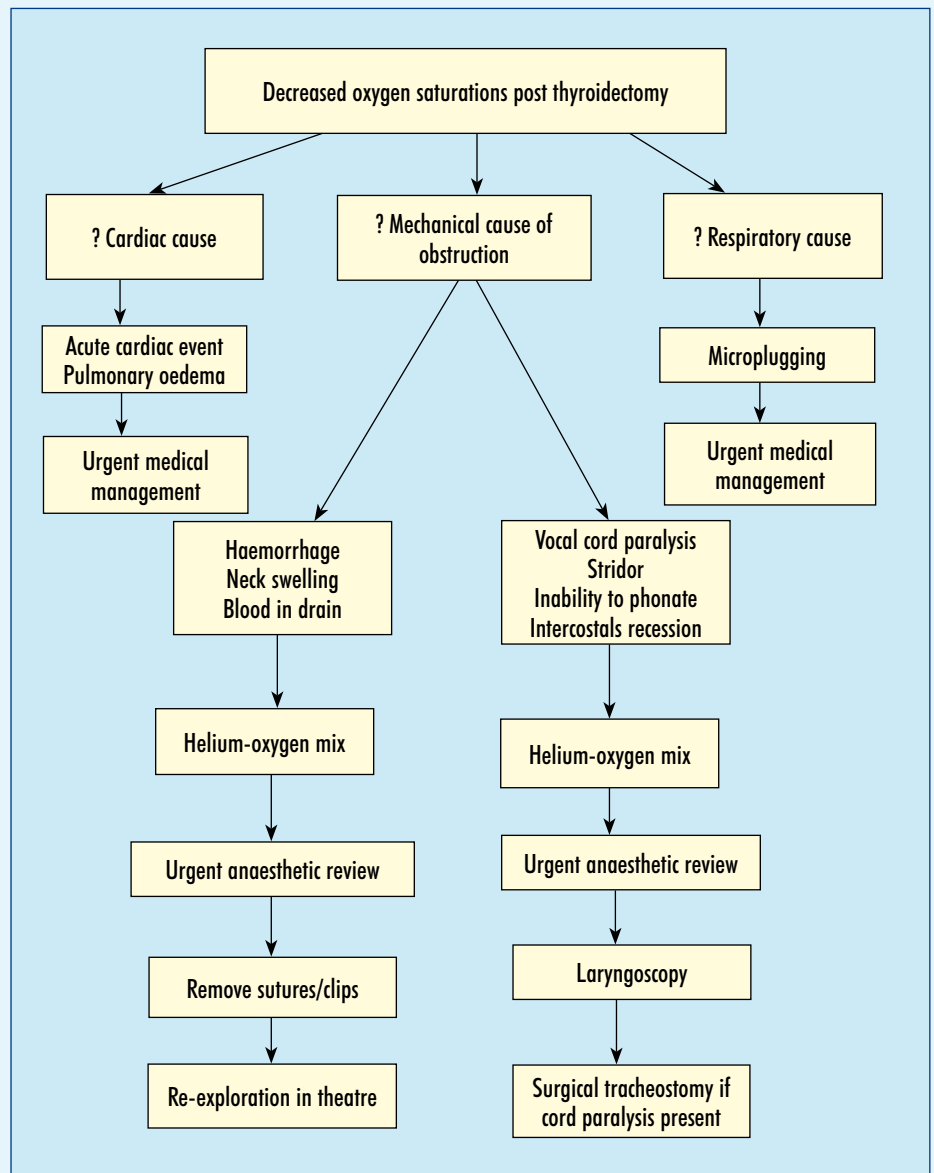 Decreased oxygen saturations post thyroidectomy
? Cardiac cause
? Mechanical cause of
obstruction
? Respiratory cause
Acute cardiac event
Pulmonary oedema
Microplugging
Urgent medical
management
Urgent medical
management
Haemorrhage
Neck swelling
Blood in drain
Vocal cord paralysis
Stridor
Inability to phonate
Intercostals recession
Helium-oxygen mix
Helium-oxygen mix
Urgent anaesthetic review
Urgent anaesthetic review
Remove sutures/clips
Laryngoscopy
Re-exploration in theatre
Surgical tracheostomy if
cord paralysis present